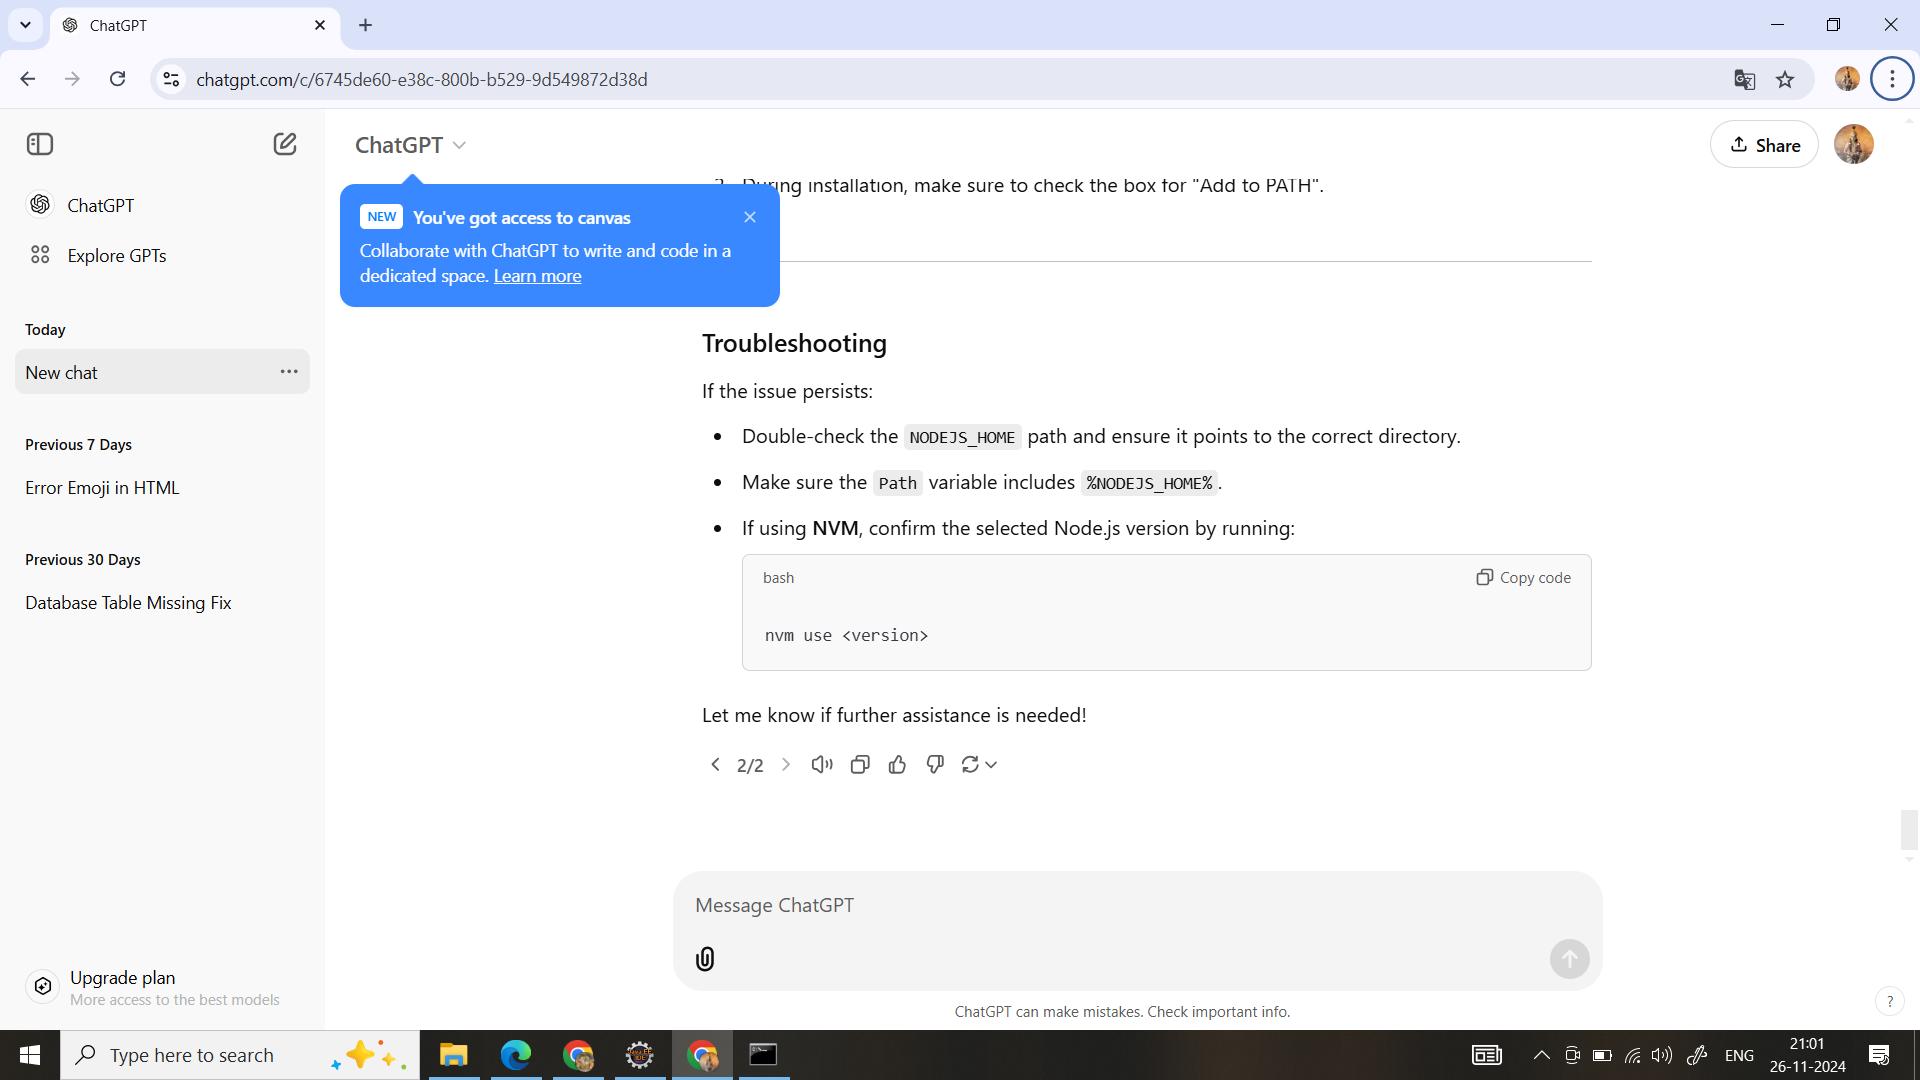 ChatGPT
chatgpt.com/c/6745de60-e38c-800b-b529-9d549872d38d
ChatGPT
Explore GPTs
Today
New chat
Previous 7 Days
Error Emoji in HTML
Previous 30 Days
Database Table Missing Fix
Upgrade plan
More access to the best models
ChatGPT
Share
NEW You've got access to canvas
Collaborate with ChatGPT to write and code in a
dedicated space. Learn more
During installation, make sure to check the box for "Add to PATH".
Troubleshooting
If the issue persists:
• Double-check the NODEJS_HOME path and ensure it points to the correct directory.
• Make sure the Path variable includes %NODEJS_HOME%.
• If using NVM, confirm the selected Node.js version by running:
bash
Copy code
nvm use <version>
Let me know if further assistance is needed!
2/2
Message ChatGPT
ChatGPT can make mistakes. Check important info.
?
Type here to search
ENG
21:01
26-11-2024